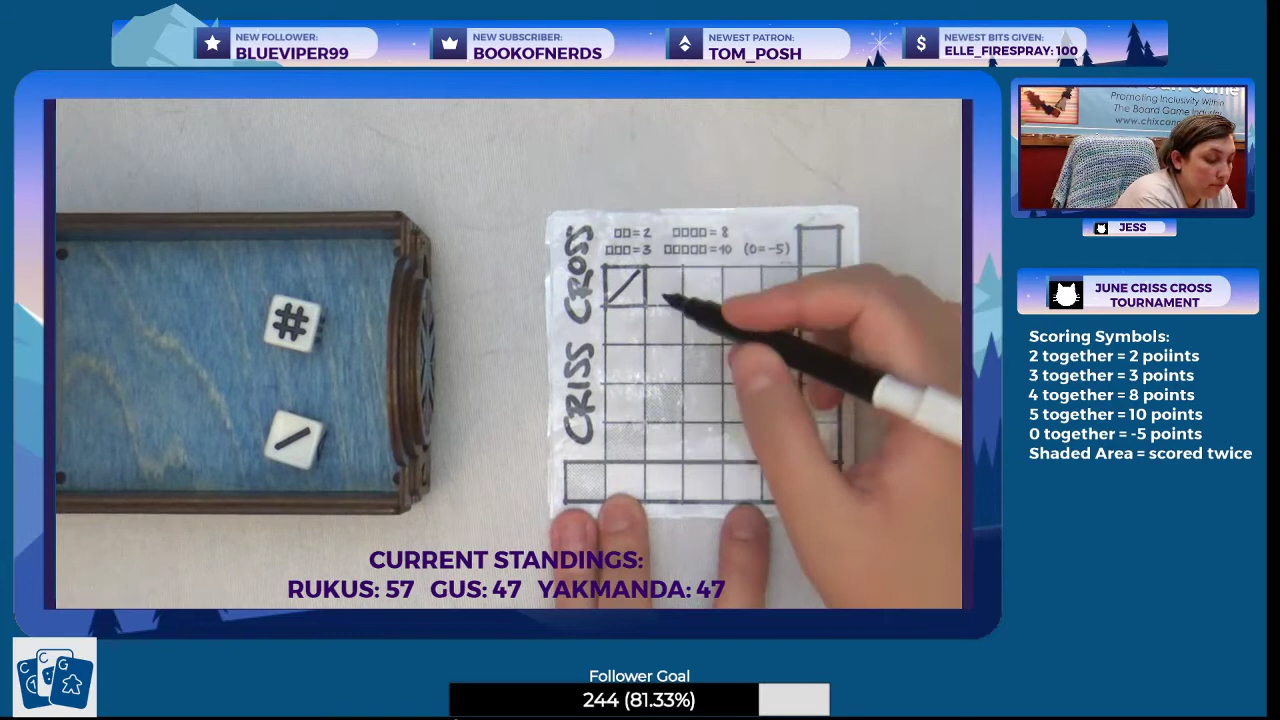 NEW FOLLOWER:
BLUEVIPER99
NEW SUBSCRIBER:
BOOKOFNERDS
NEWEST PATRON:
TOM_POSH
$
NEWEST BITS GIVEN:
ELLE_FIRESPRAY: 100
Promoting Inclusivity Within
The Board Game Industry
JESS
JUNE CRISS CROSS
TOURNAMENT
Scoring Symbols:
2 together = 2 poiints
3 together = 3 points
4 together = 8 points
5 together = 10 points
0 together = -5 points
Shaded Area = scored twice
CRISS CROSS
□□=2 □□□□=8
□□□=3 □□□□□=10 (0=-5)
#
/
/
CURRENT STANDINGS:
RUKUS: 57 GUS: 47 YAKMANDA: 47
C C G
Follower Goal
244 (81.33%)